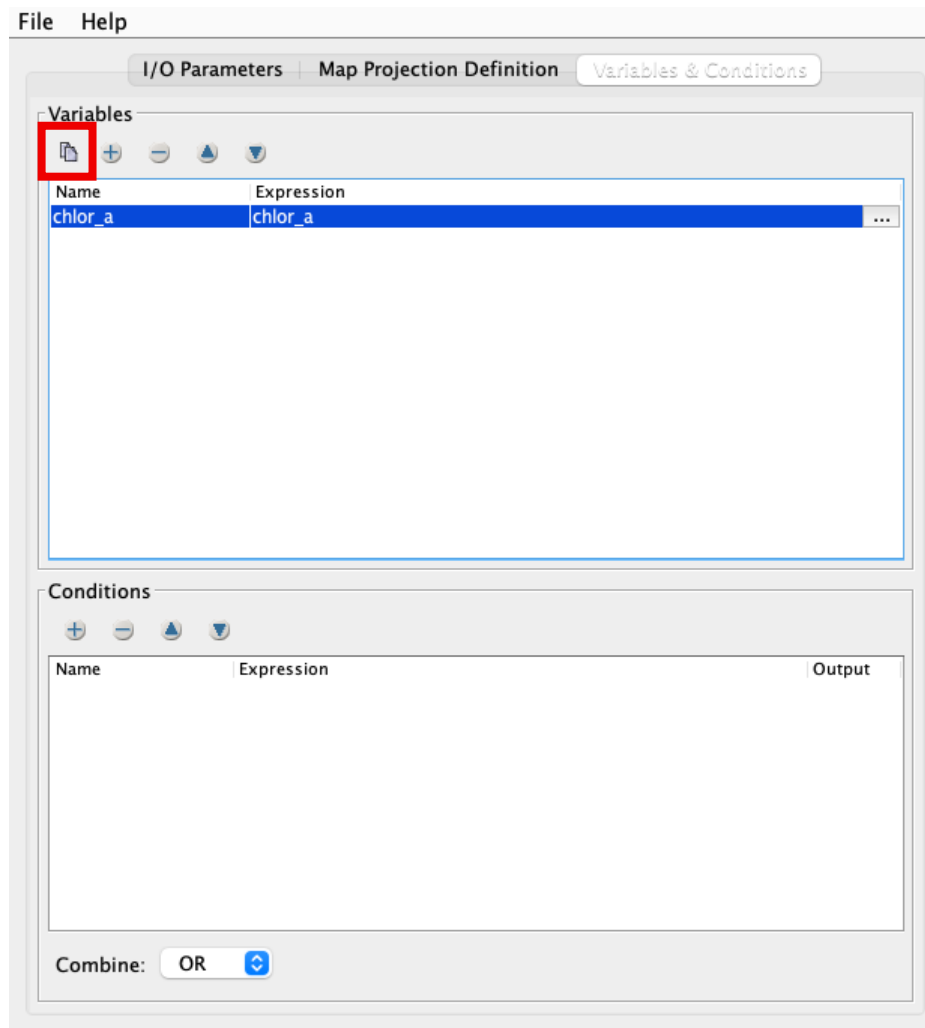 File Help
I/O Parameters Map Projection Definition Variables & Conditions
Variables
Name Expression
chlor_a chlor_a ...
Conditions
Name Expression Output
Combine: OR